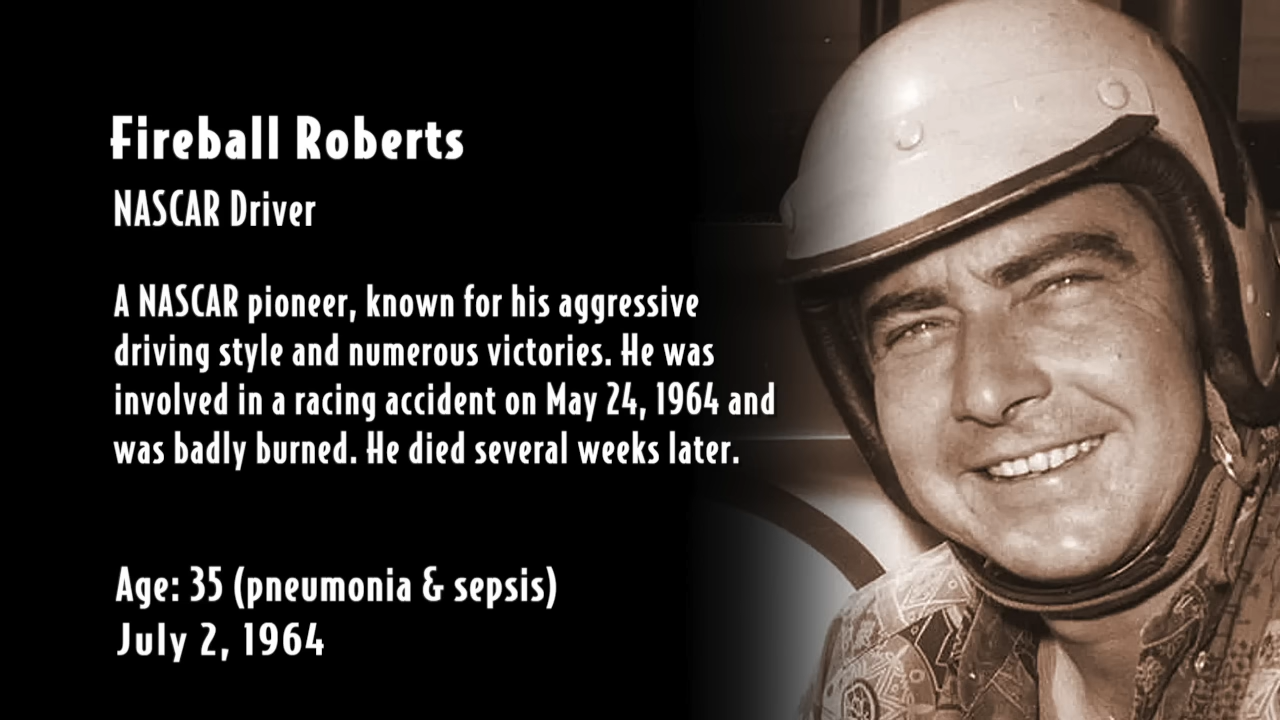 Fireball Roberts
NASCAR Driver
A NASCAR pioneer, known for his aggressive
driving style and numerous victories. He was
involved in a racing accident on May 24, 1964 and
was badly burned. He died several weeks later.
Age: 35 (pneumonia & sepsis)
July 2, 1964